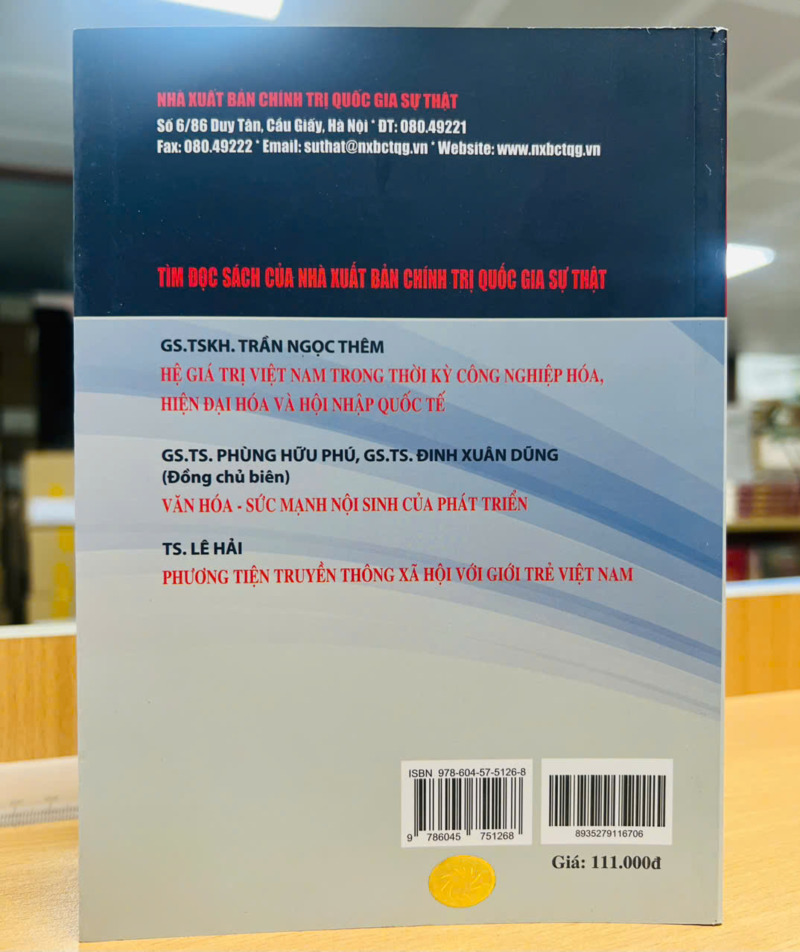 NHÀ XUẤT BẢN CHÍNH TRỊ QUỐC GIA SỰ THẬT
Số 6/86 Duy Tân, Cầu Giấy, Hà Nội * ĐT: 080.49221
Fax: 080.49222 * Email: suthat@nxbctqg.vn * Website: www.nxbctqg.vn
TÌM ĐỌC SÁCH CỦA NHÀ XUẤT BẢN CHÍNH TRỊ QUỐC GIA SỰ THẬT
GS.TSKH. TRẦN NGỌC THÊM
HỆ GIÁ TRỊ VIỆT NAM TRONG THỜI KỲ CÔNG NGHIỆP HÓA,
HIỆN ĐẠI HÓA VÀ HỘI NHẬP QUỐC TẾ
GS.TS. PHÙNG HỮU PHÚ, GS.TS. ĐINH XUÂN DŨNG
(Đồng chủ biên)
VĂN HÓA - SỨC MẠNH NỘI SINH CỦA PHÁT TRIỂN
TS. LÊ HẢI
PHƯƠNG TIỆN TRUYỀN THÔNG XÃ HỘI VỚI GIỚI TRẺ VIỆT NAM
ISBN 978-604-57-5126-8
9 786045 751268
8935279116706
Giá: 111.000đ